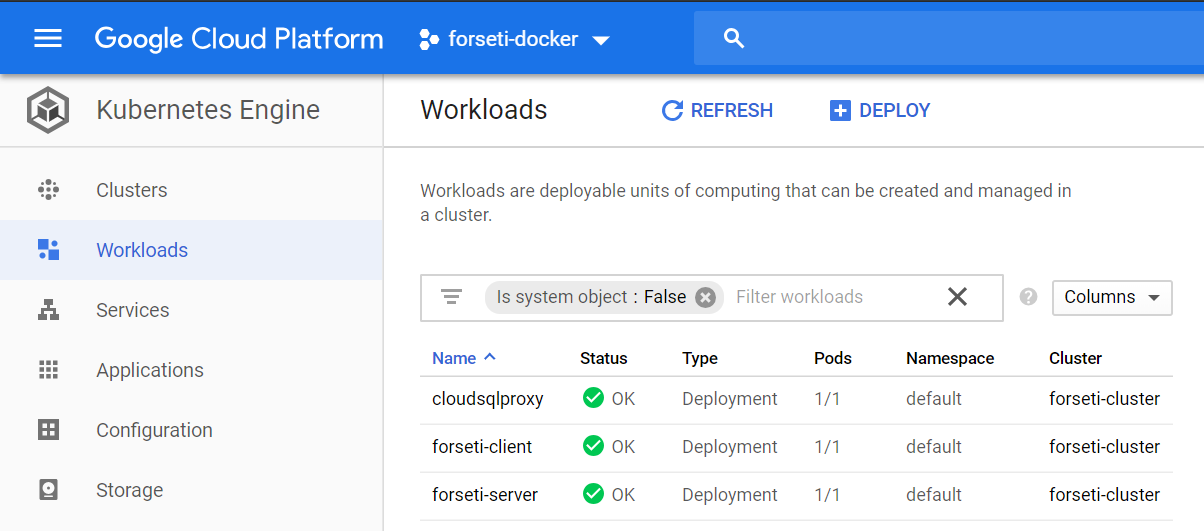 Google Cloud Platform forseti-docker
Kubernetes Engine
Workloads REFRESH DEPLOY
Clusters
Workloads
Services
Applications
Configuration
Storage
Workloads are deployable units of computing that can be created and managed in
a cluster.
Is system object : False Filter workloads ? Columns
Name Status Type Pods Namespace Cluster
cloudsqlproxy OK Deployment 1/1 default forseti-cluster
forseti-client OK Deployment 1/1 default forseti-cluster
forseti-server OK Deployment 1/1 default forseti-cluster